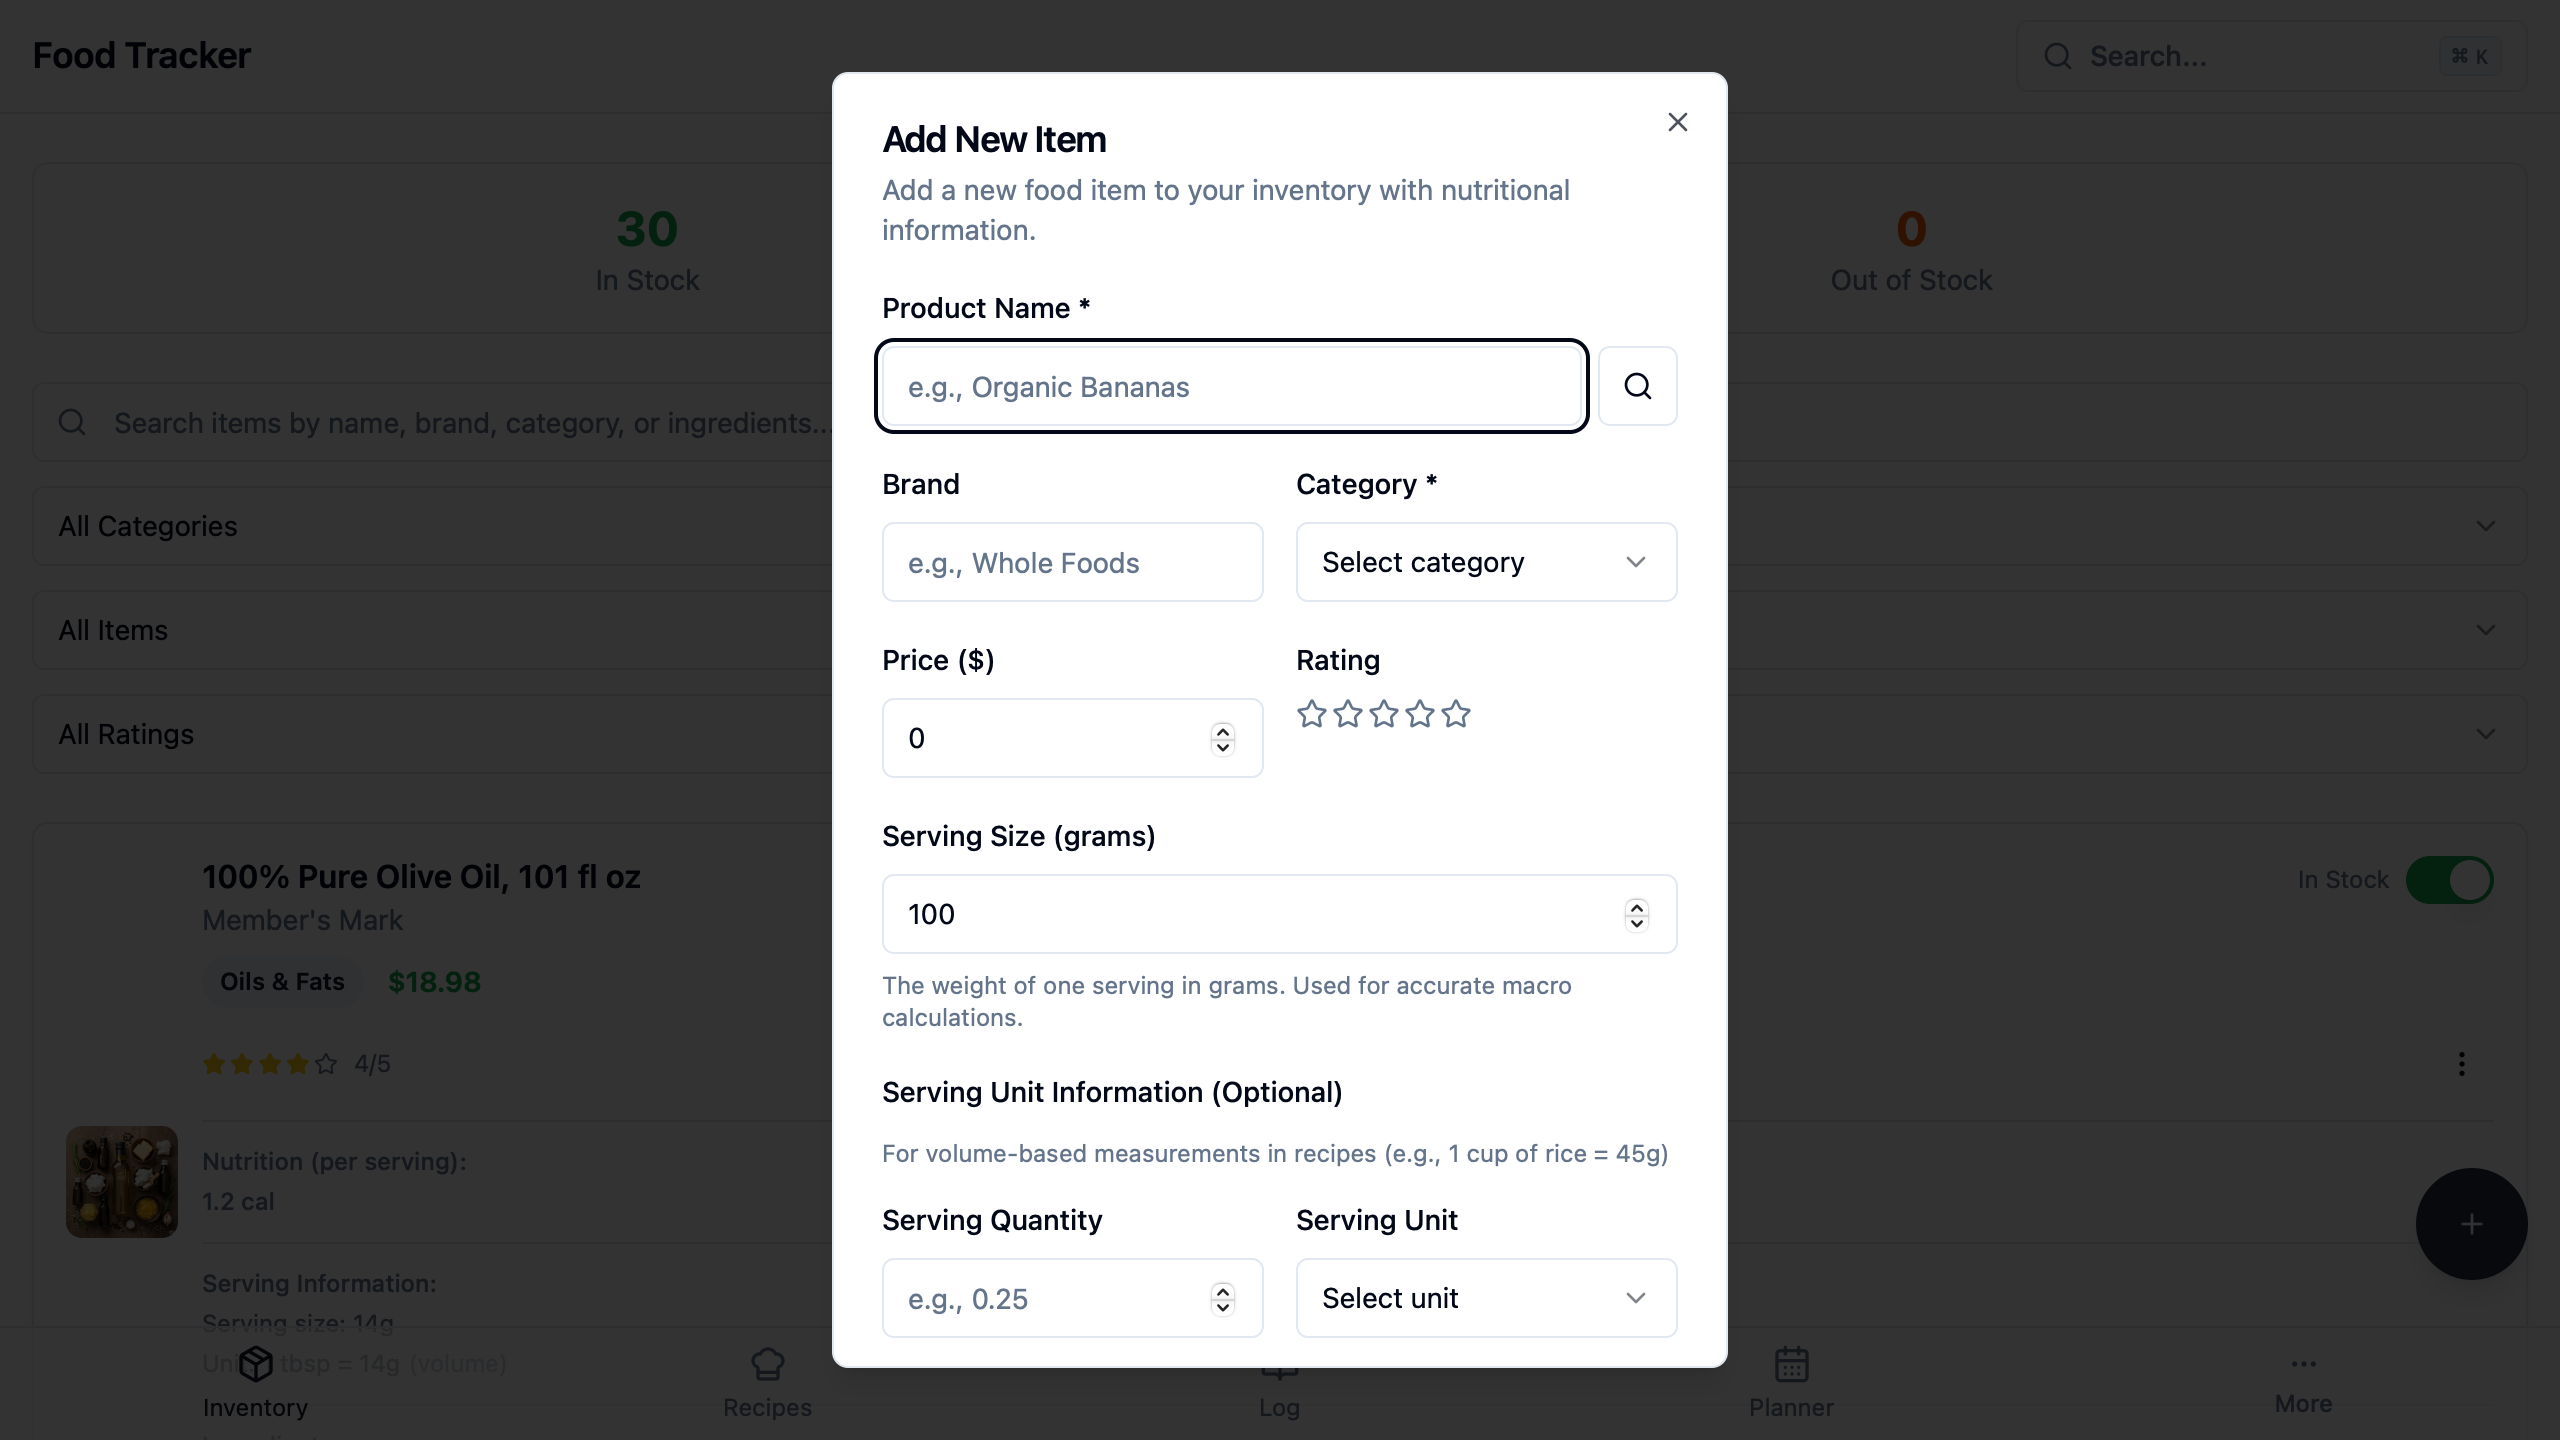 Food Tracker
Search...
⌘ K
30
In Stock
0
Out of Stock
Search items by name, brand, category, or ingredients...
All Categories
All Items
All Ratings
100% Pure Olive Oil, 101 fl oz
Member's Mark
Oils & Fats
$18.98
4/5
In Stock
Nutrition (per serving):
1.2 cal
Serving Information:
Serving size: 14g
tbsp = 14g (volume)
Add New Item
Add a new food item to your inventory with nutritional
information.
Product Name *
e.g., Organic Bananas
Brand
Category *
e.g., Whole Foods
Select category
Price ($)
Rating
0
Serving Size (grams)
100
The weight of one serving in grams. Used for accurate macro
calculations.
Serving Unit Information (Optional)
For volume-based measurements in recipes (e.g., 1 cup of rice = 45g)
Serving Quantity
Serving Unit
e.g., 0.25
Select unit
Inventory
Recipes
Log
Planner
More